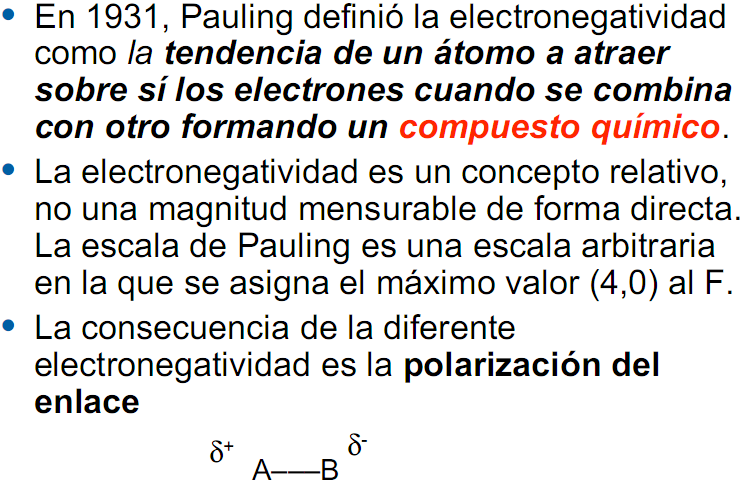 • En 1931, Pauling definió la electronegatividad
como la tendencia de un átomo a atraer
sobre sí los electrones cuando se combina
con otro formando un compuesto químico.
• La electronegatividad es un concepto relativo,
no una magnitud mensurable de forma directa.
La escala de Pauling es una escala arbitraria
en la que se asigna el máximo valor (4,0) al F.
• La consecuencia de la diferente
electronegatividad es la polarización del
enlace
δ+ δ-
A—B